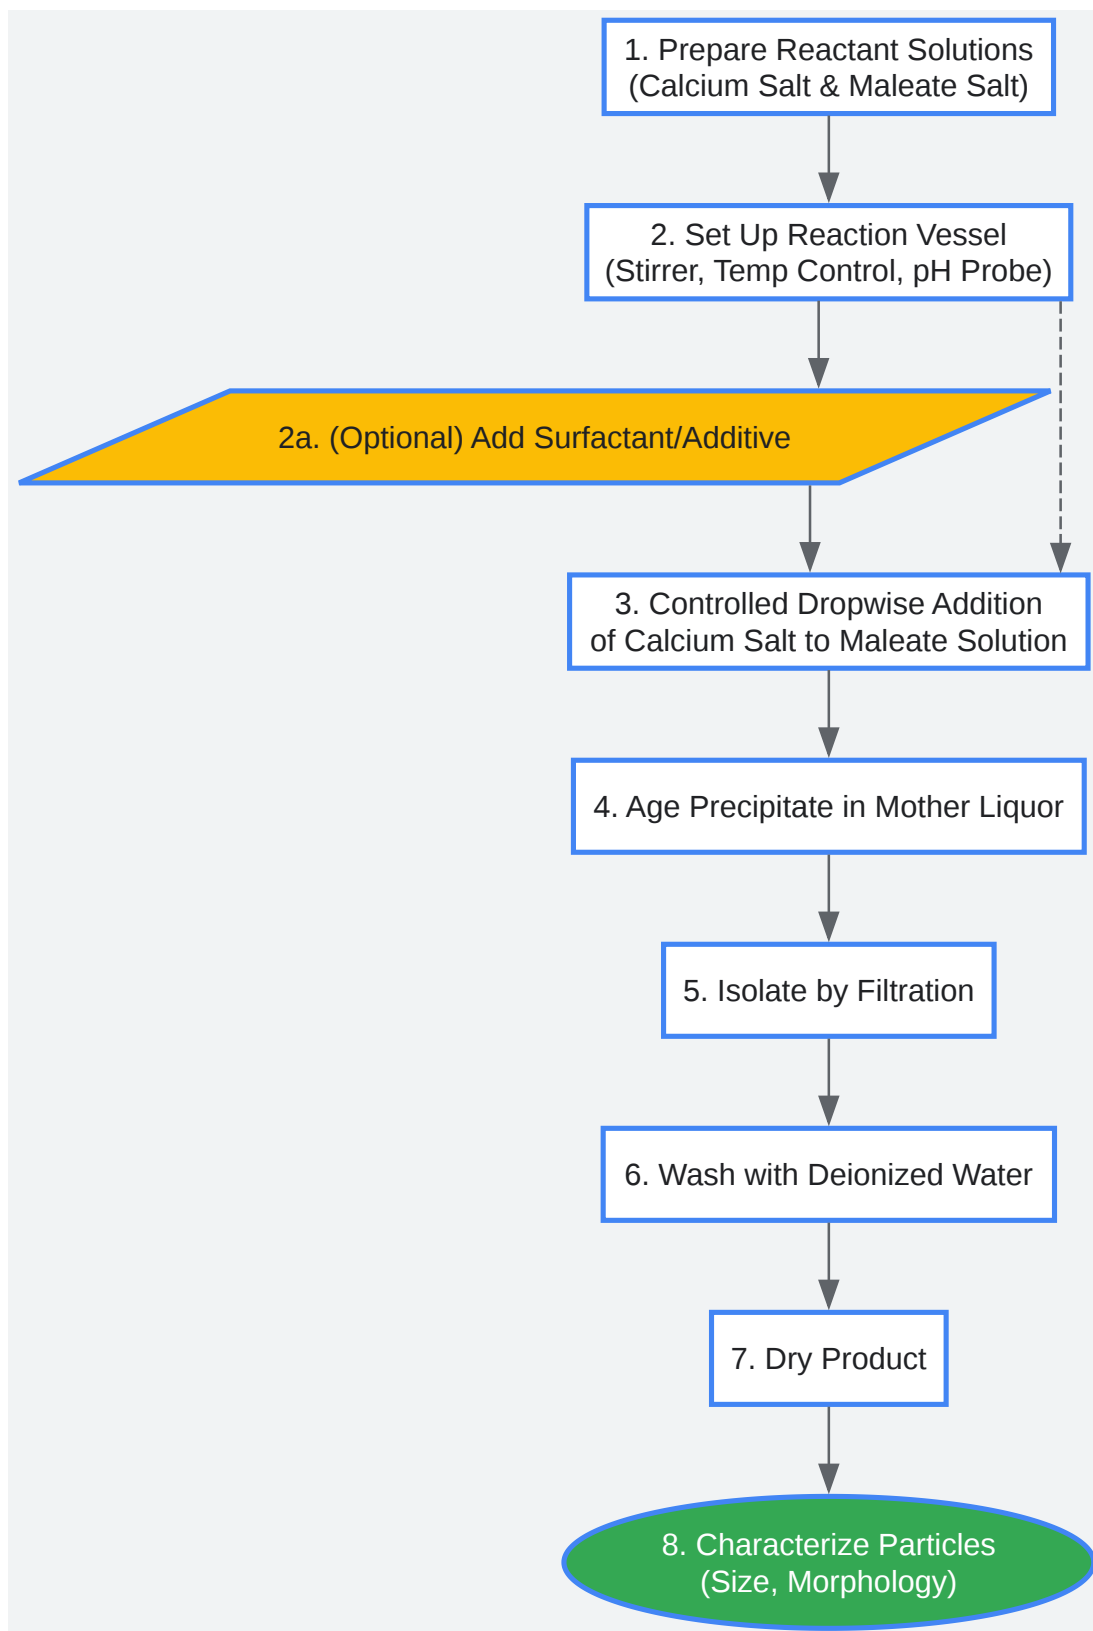 1. Prepare Reactant Solutions
(Calcium Salt & Maleate Salt)
2. Set Up Reaction Vessel
(Stirrer, Temp Control, pH Probe)
2a. (Optional) Add Surfactant/Additive
3. Controlled Dropwise Addition
of Calcium Salt to Maleate Solution
4. Age Precipitate in Mother Liquor
5. Isolate by Filtration
6. Wash with Deionized Water
7. Dry Product
8. Characterize Particles
(Size, Morphology)